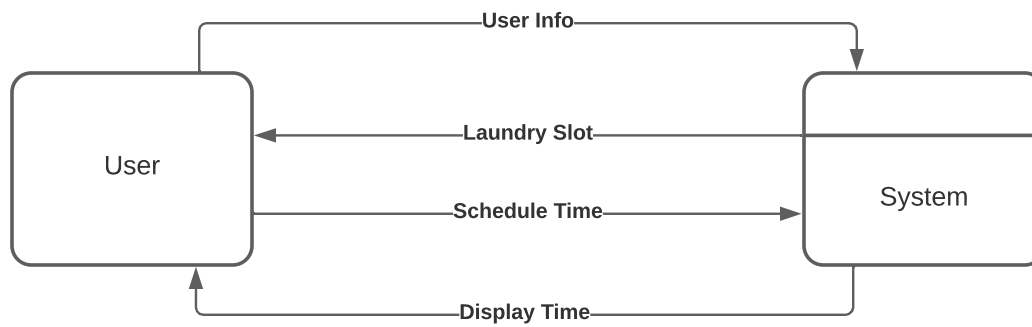 User Info
Laundry Slot
User
System
Schedule Time
Display Time